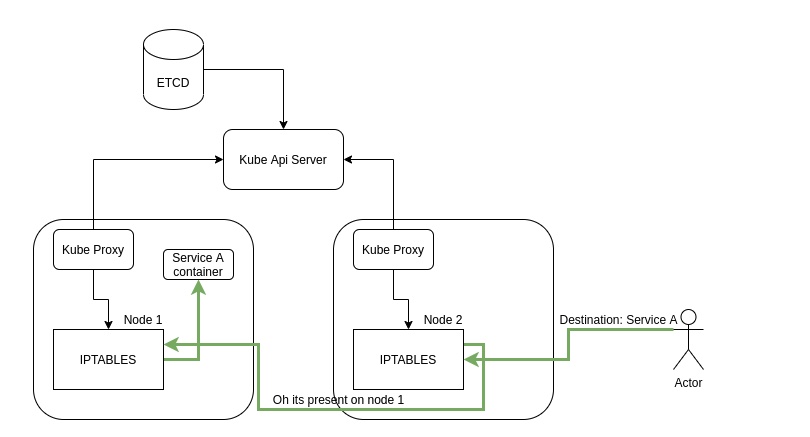 ETCD
Kube Api Server
Kube Proxy
Service A
container
Node 1
IPTABLES
Kube Proxy
Node 2
IPTABLES
Destination: Service A
Actor
Oh its present on node 1